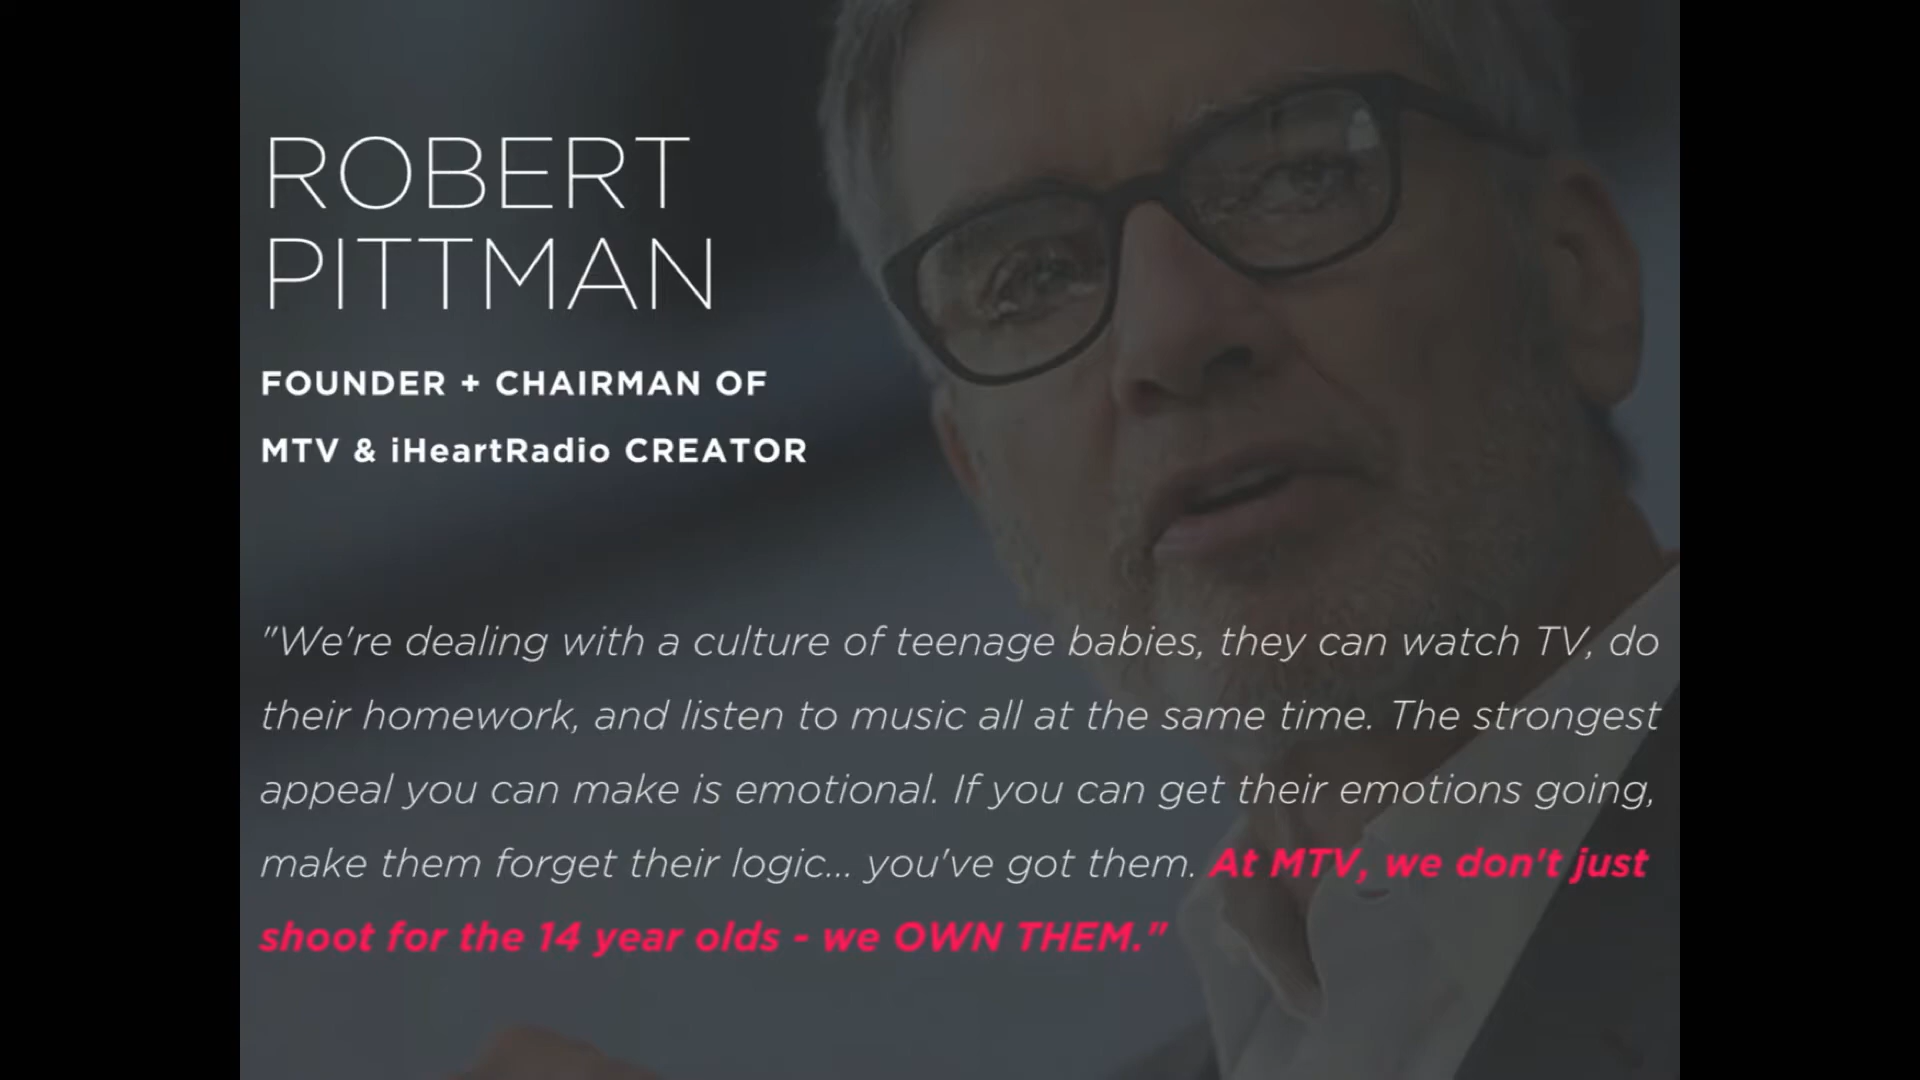 ROBERT
PITTMAN
FOUNDER + CHAIRMAN OF
MTV & iHeartRadio CREATOR
"We're dealing with a culture of teenage babies, they can watch TV, do
their homework, and listen to music all at the same time. The strongest
appeal you can make is emotional. If you can get their emotions going,
make them forget their logic... you've got them. At MTV, we don't just
shoot for the 14 year olds - we OWN THEM."